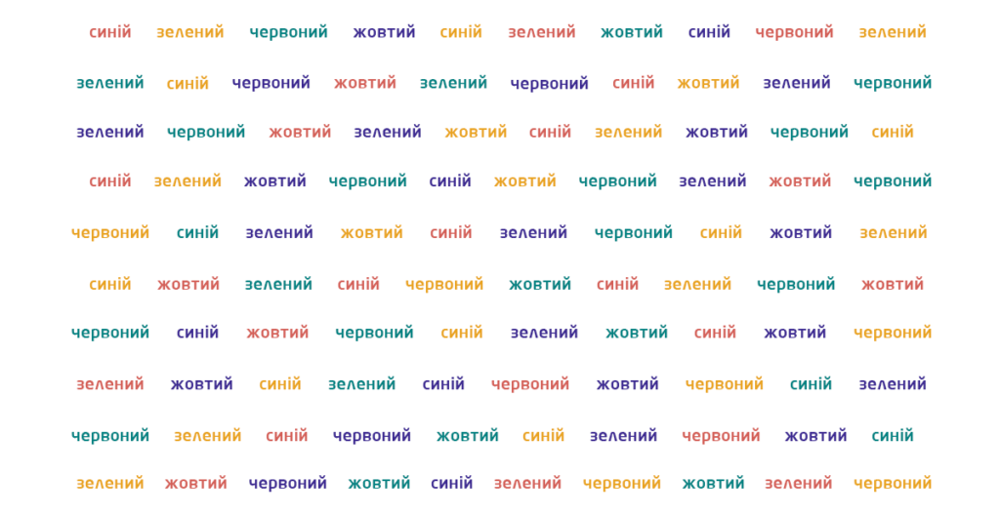 синій зелений червоний жовтий синій зелений жовтий синій червоний зелений
зелений синій червоний жовтий зелений червоний синій жовтий зелений червоний
зелений червоний жовтий зелений жовтий синій зелений жовтий червоний синій
синій зелений жовтий червоний синій жовтий червоний зелений жовтий червоний
червоний синій зелений жовтий синій зелений червоний синій жовтий зелений
синій жовтий зелений синій червоний жовтий синій зелений червоний жовтий
червоний синій жовтий червоний синій зелений жовтий синій жовтий червоний
зелений жовтий синій зелений синій червоний жовтий червоний синій зелений
червоний зелений синій червоний жовтий синій зелений червоний жовтий синій
зелений жовтий червоний жовтий синій зелений червоний жовтий зелений червоний